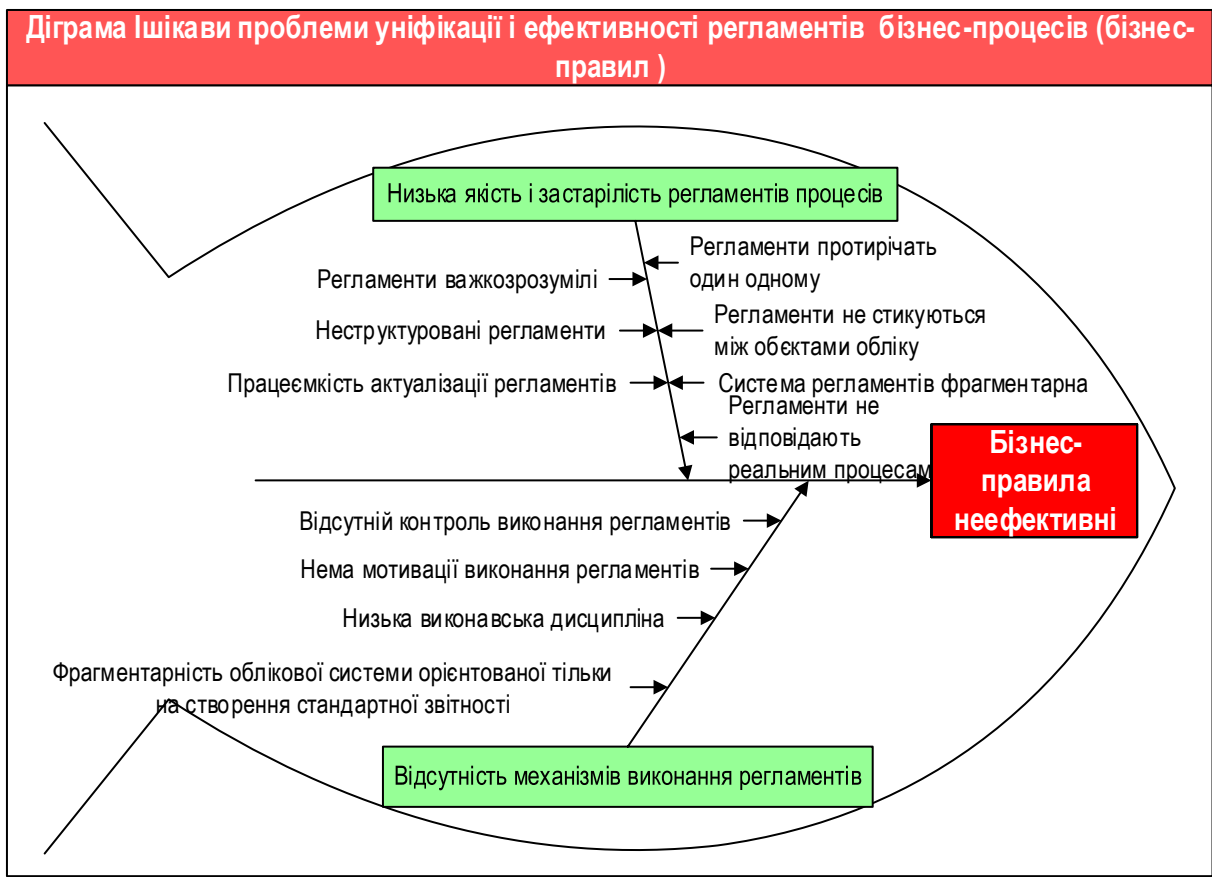 Діграма Ішікави проблеми уніфікації і ефективності регламентів бізнес-процесів (бізнес-
правил )
Низька якість і застарілість регламентів процесів
Регламенти протирічать
один одному
Регламенти важкозрозумілі
Регламенти не стикуються
між обєктами обліку
Неструктуровані регламенти
Працеємкість актуалізації регламентів
Система регламентів фрагментарна
Регламенти не
відповідають
реальним процесам
Бізнес-
правила
неефективні
Відсутній контроль виконання регламентів
Нема мотивації виконання регламентів
Низька виконавська дисципліна
Фрагментарність облікової системи орієнтованої тільки
на створення стандартної звітності
Відсутність механізмів виконання регламентів